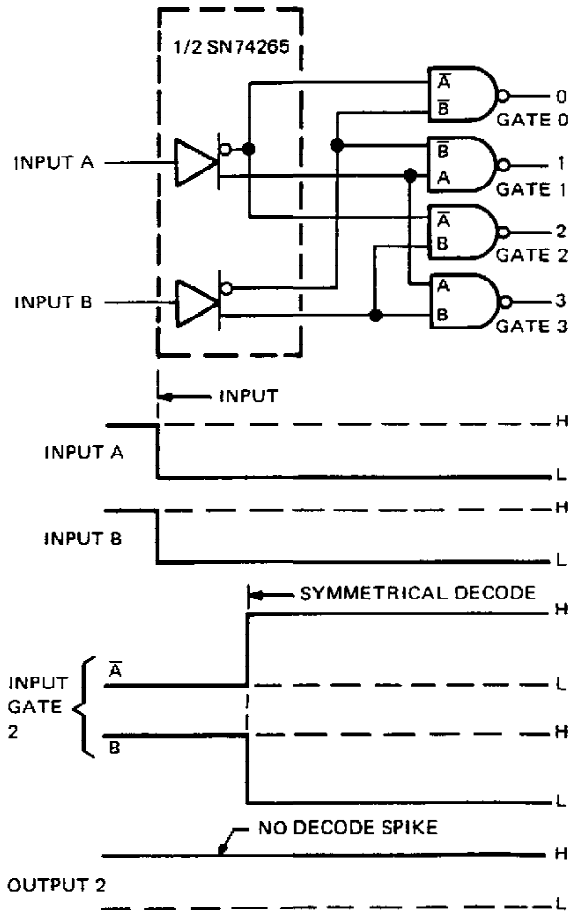 1/2 SN74265
A̅
B̅
0
GATE 0
INPUT A
B̅
A
1
GATE 1
A̅
B
2
GATE 2
INPUT B
A
B
3
GATE 3
INPUT
INPUT A
H
L
INPUT B
H
L
SYMMETRICAL DECODE
H
INPUT
GATE
2
A̅
L
B
H
L
NO DECODE SPIKE
OUTPUT 2
H
L